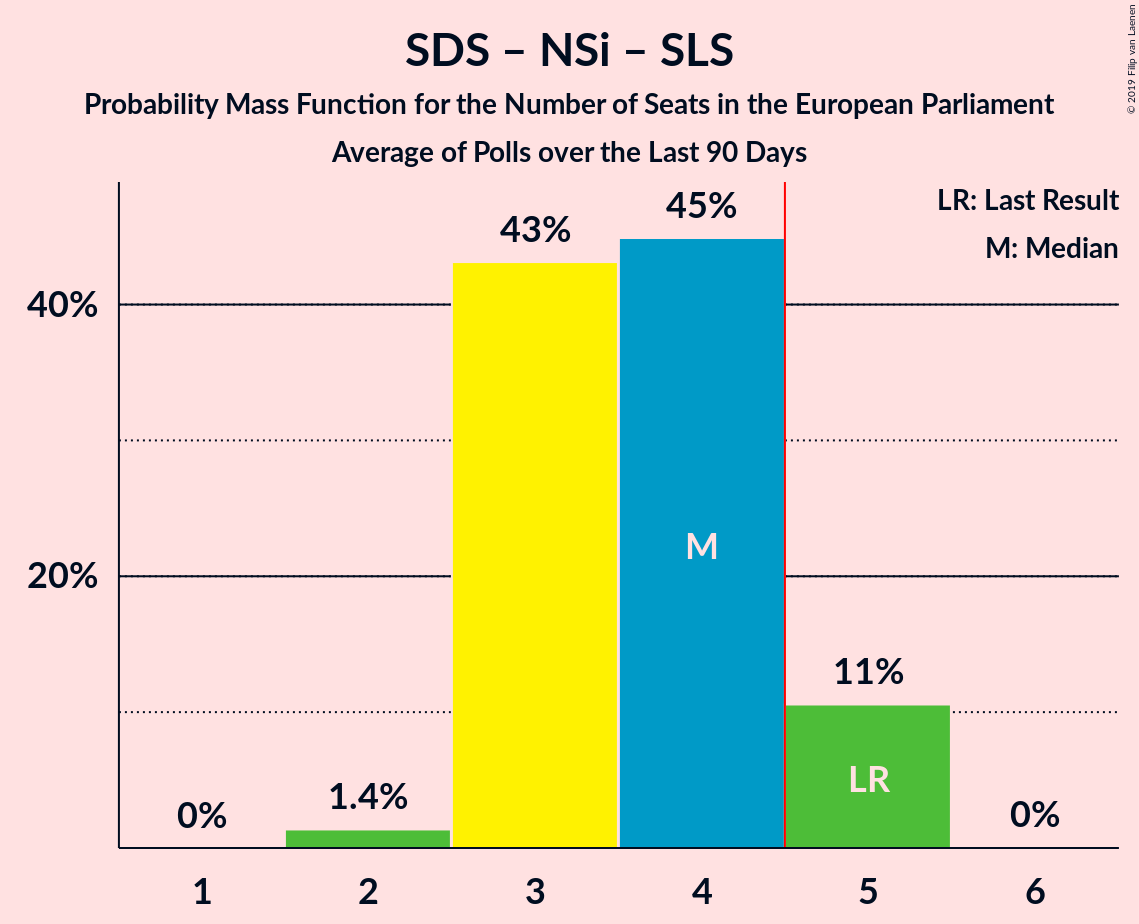 SDS – NSi – SLS
Probability Mass Function for the Number of Seats in the European Parliament
Average of Polls over the Last 90 Days
© 2019 Filip van Laenen
LR: Last Result
M: Median
40%
20%
0%
1.4%
43%
45%
11%
0%
M
LR
1
2
3
4
5
6